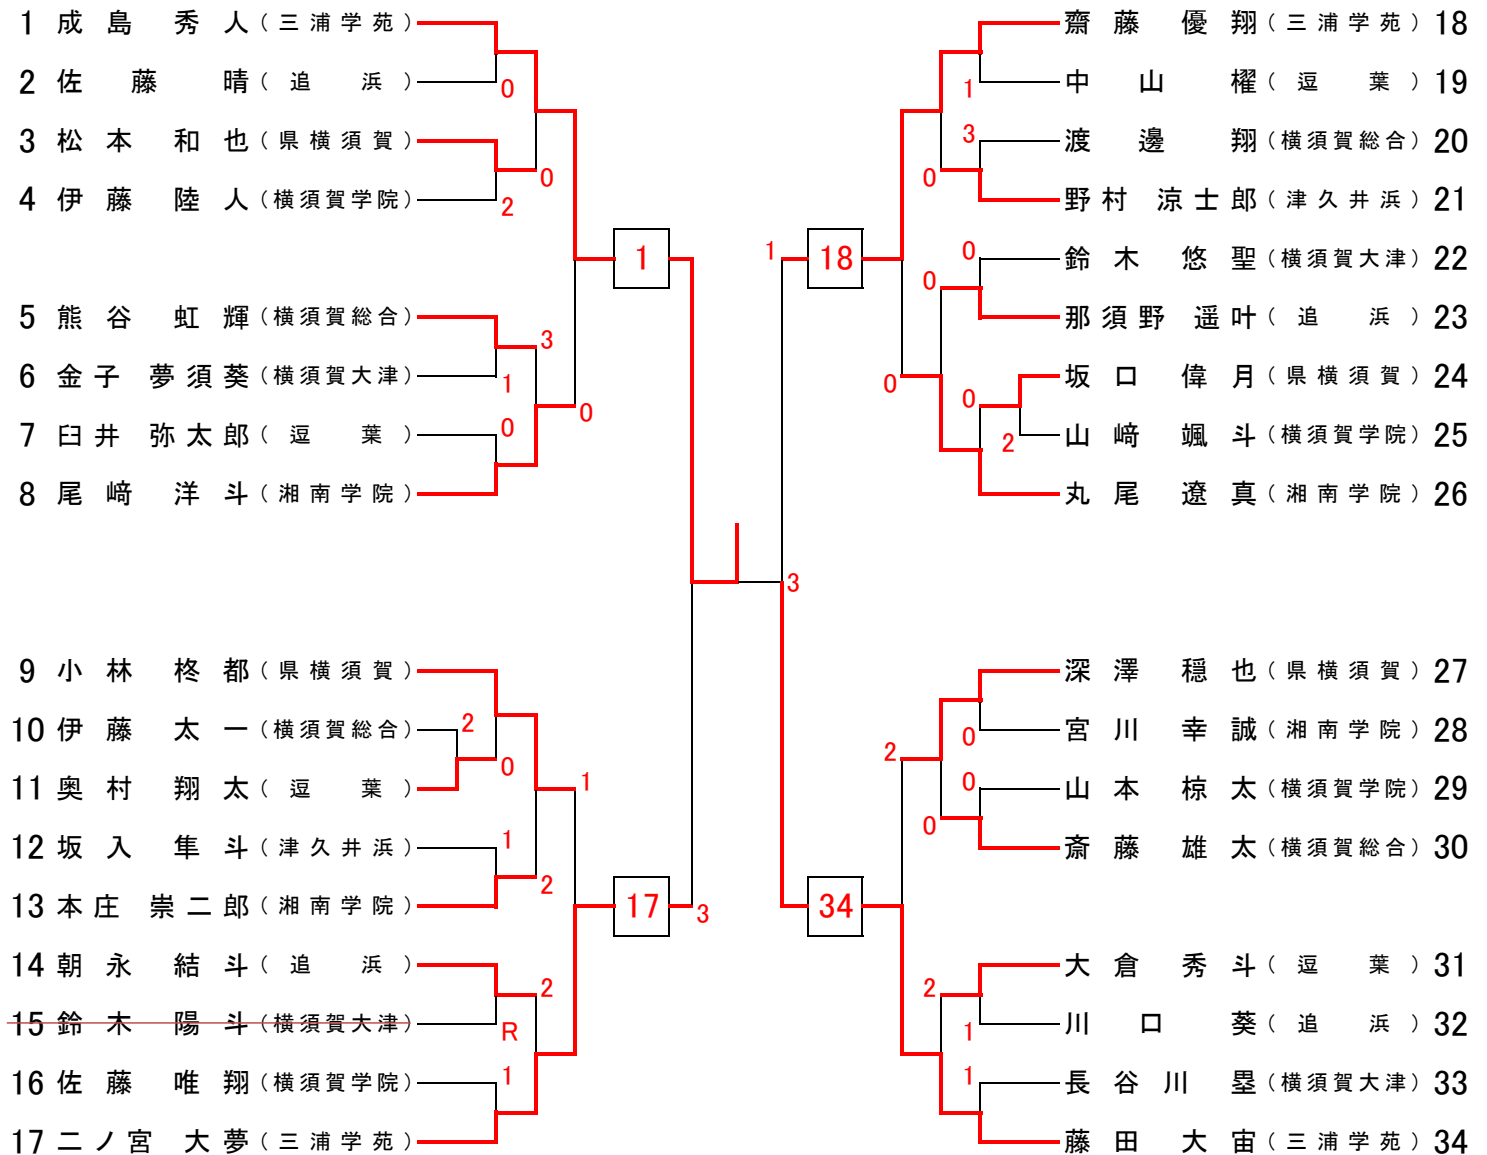 1 成島 秀人(三浦学苑)
2 佐藤 晴(追浜)
0
3 松本 和也(県横須賀)
0
4 伊藤 陸人(横須賀学院)
2
1
5 熊谷 虹輝(横須賀総合)
3
6 金子 夢須葵(横須賀大津)
1
0
7 臼井 弥太郎(逗葉)
0
8 尾﨑 洋斗(湘南学院)
9 小林 柊都(県横須賀)
10 伊藤 太一(横須賀総合)
2
0
11 奥村 翔太(逗葉)
1
12 坂入 隼斗(津久井浜)
1
2
13 本庄 崇二郎(湘南学院)
17
3
14 朝永 結斗(追浜)
2
15 鈴木 陽斗(横須賀大津)
R
16 佐藤 唯翔(横須賀学院)
1
17 二ノ宮 大夢(三浦学苑)
齋藤 優翔(三浦学苑) 18
1
中山 櫂(逗葉) 19
3
渡邊 翔(横須賀総合) 20
0
野村 涼士郎(津久井浜) 21
1
18
0
鈴木 悠聖(横須賀大津) 22
0
那須野 遥叶(追浜) 23
0
坂口 偉月(県横須賀) 24
0
2
山﨑 颯斗(横須賀学院) 25
丸尾 遼真(湘南学院) 26
3
深澤 穏也(県横須賀) 27
0
宮川 幸誠(湘南学院) 28
2
0
山本 椋太(横須賀学院) 29
0
斎藤 雄太(横須賀総合) 30
34
大倉 秀斗(逗葉) 31
2
1
川口 葵(追浜) 32
1
長谷川 塁(横須賀大津) 33
藤田 大宙(三浦学苑) 34